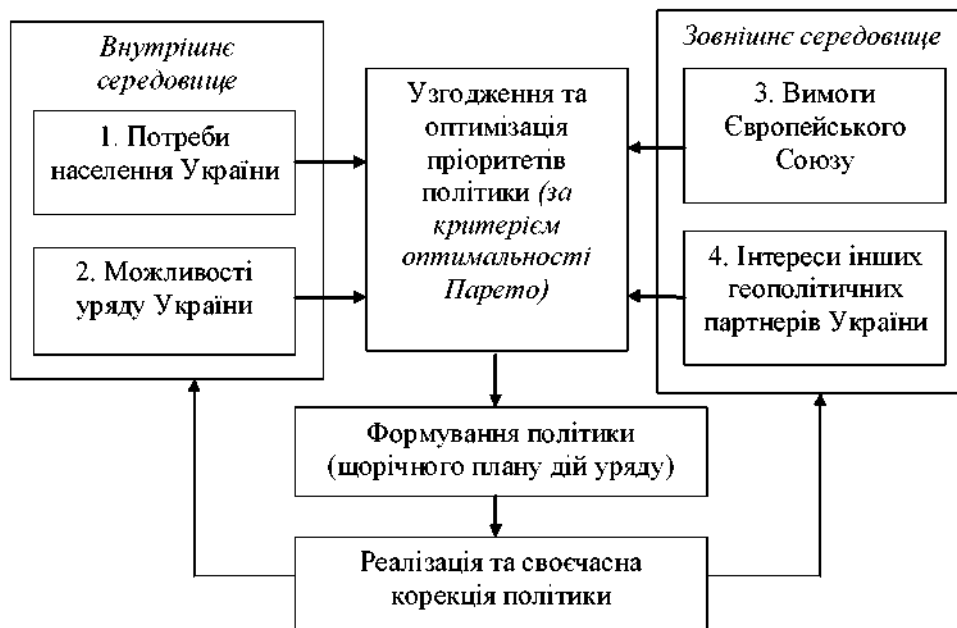 Внутрішнє
середовище
1. Потреби
населення України
2. Можливості
уряду України
Узгодження та
оптимізація
пріоритетів
політики (за
критерієм
оптимальності
Парето)
Зовнішнє середовище
3. Вимоги
Європейського
Союзу
4. Інтереси інших
геополітичних
партнерів України
Формування політики
(щорічного плану дій уряду)
Реалізація та своєчасна
корекція політики